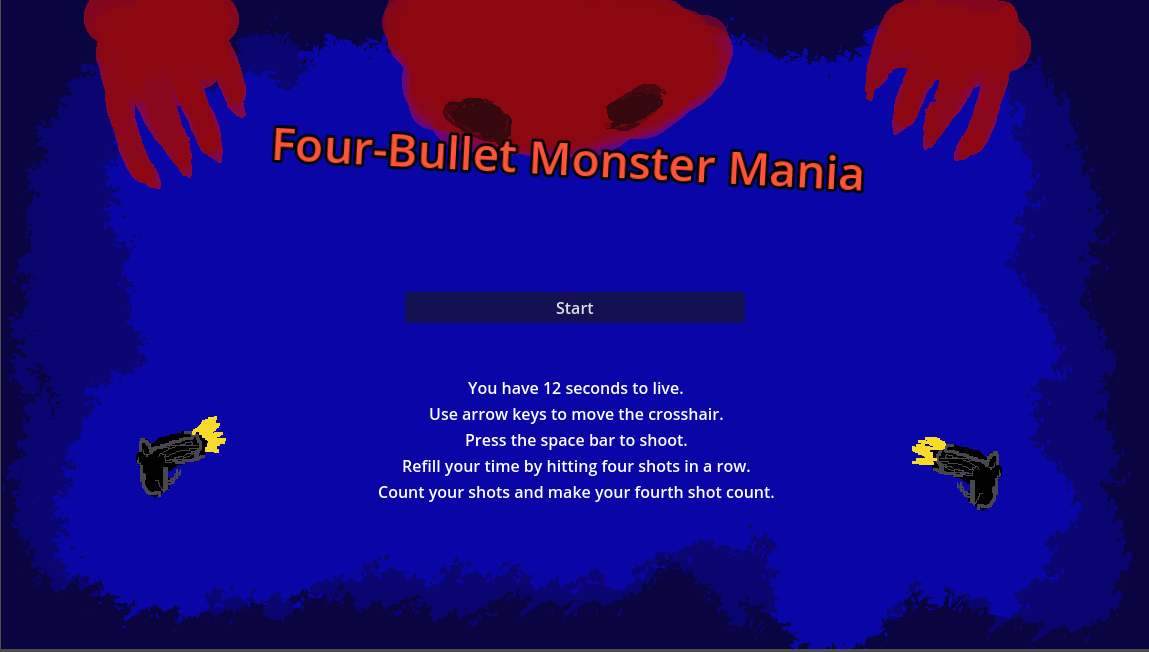 Four-Bullet Monster Mania
Start
You have 12 seconds to live.
Use arrow keys to move the crosshair.
Press the space bar to shoot.
Refill your time by hitting four shots in a row.
Count your shots and make your fourth shot count.